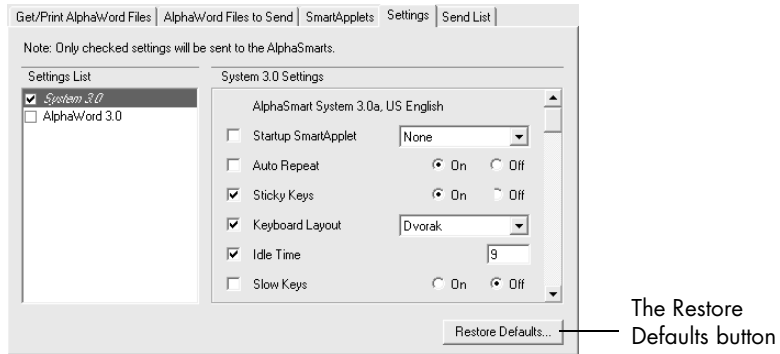 Get/Print AlphaWord Files AlphaWord Files to Send SmartApplets Settings Send List
Note: Only checked settings will be sent to the AlphaSmarts.
Settings List
System 3.0
AlphaWord 3.0
System 3.0 Settings
AlphaSmart System 3.0a, US English
Startup SmartApplet None
Auto Repeat On Off
Sticky Keys On Off
Keyboard Layout Dvorak
Idle Time 9
Slow Keys On Off
Restore Defaults...
The Restore
Defaults button